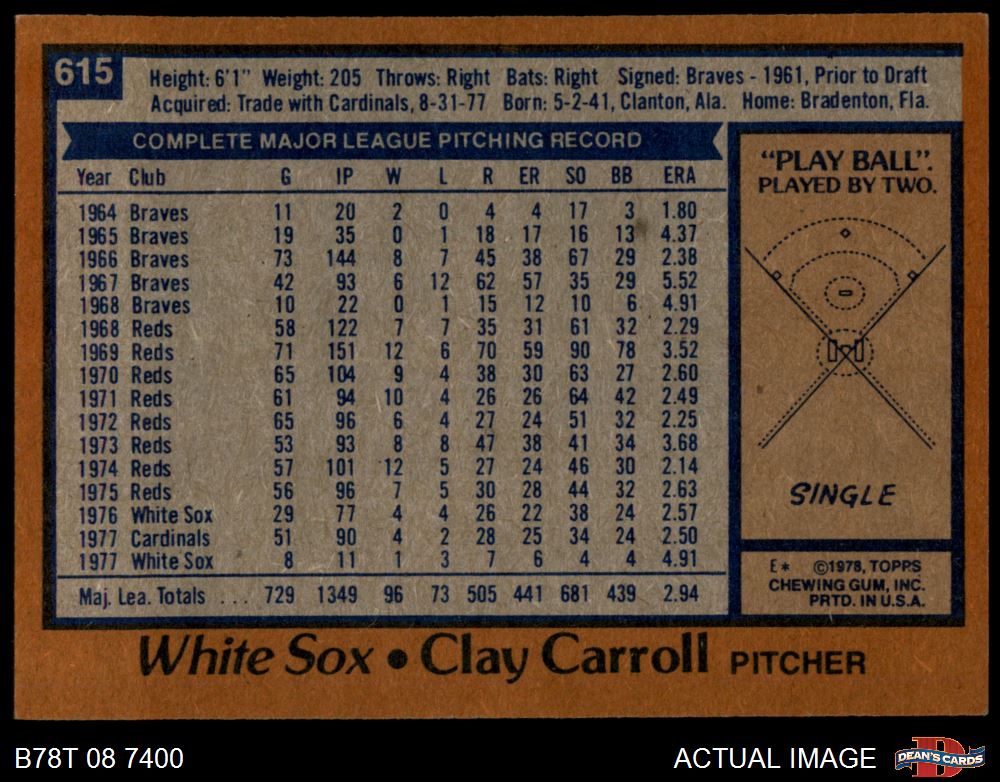 615
Height: 6'1" Weight: 205 Throws: Right Bats: Right Signed: Braves - 1961, Prior to Draft
Acquired: Trade with Cardinals, 8-31-77 Born: 5-2-41, Clanton, Ala. Home: Bradenton, Fla.
COMPLETE MAJOR LEAGUE PITCHING RECORD
Year Club G IP W L R ER SO BB ERA
1964 Braves 11 20 2 0 4 4 17 3 1.80
1965 Braves 19 35 0 1 18 17 16 13 4.37
1966 Braves 73 144 8 7 45 38 67 29 2.38
1967 Braves 42 93 6 12 62 57 35 29 5.52
1968 Braves 10 22 0 1 15 12 10 6 4.91
1968 Reds 58 122 7 7 35 31 61 32 2.29
1969 Reds 71 151 12 6 70 59 90 78 3.52
1970 Reds 65 104 9 4 38 30 63 27 2.60
1971 Reds 61 94 10 4 26 26 64 42 2.49
1972 Reds 65 96 6 4 27 24 51 32 2.25
1973 Reds 53 93 8 8 47 38 41 34 3.68
1974 Reds 57 101 12 5 27 24 46 30 2.14
1975 Reds 56 96 7 5 30 28 44 32 2.63
1976 White Sox 29 77 4 4 26 22 38 24 2.57
1977 Cardinals 51 90 4 2 28 25 34 24 2.50
1977 White Sox 8 11 1 3 7 6 4 4 4.91
Maj. Lea. Totals ... 729 1349 96 73 505 441 681 439 2.94
"PLAY BALL".
PLAYED BY TWO.
SINGLE
E* ©1978, TOPPS
CHEWING GUM, INC.
PRTD. IN U.S.A.
White Sox • Clay Carroll PITCHER
B78T 08 7400
ACTUAL IMAGE
D
DEAN'S CARDS